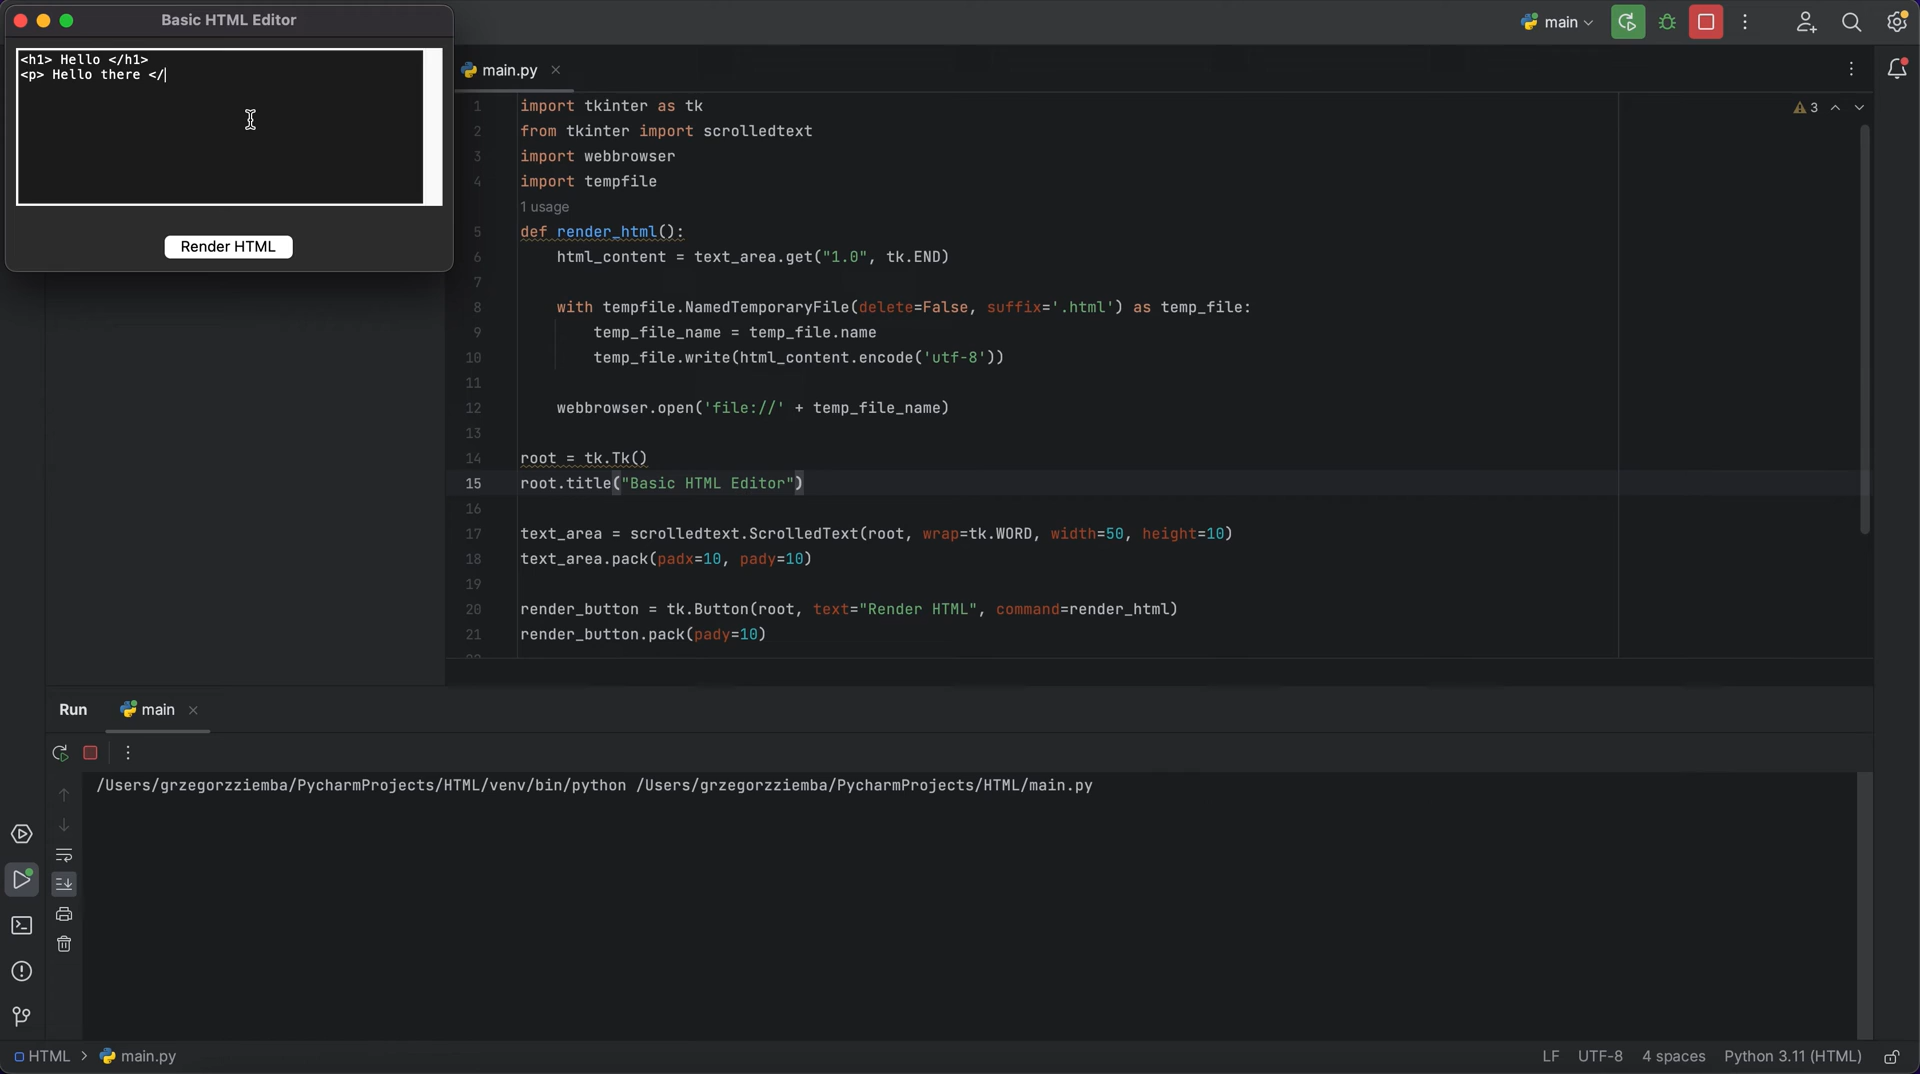 Basic HTML Editor
<h1> Hello </h1>
<p> Hello there </
Render HTML
main
main.py
3
1 import tkinter as tk
2 from tkinter import scrolledtext
3 import webbrowser
4 import tempfile
1 usage
5 def render_html():
6 html_content = text_area.get("1.0", tk.END)
7
8 with tempfile.NamedTemporaryFile(delete=False, suffix='.html') as temp_file:
9 temp_file_name = temp_file.name
10 temp_file.write(html_content.encode('utf-8'))
11
12 webbrowser.open('file://' + temp_file_name)
13
14 root = tk.Tk()
15 root.title("Basic HTML Editor")
16
17 text_area = scrolledtext.ScrolledText(root, wrap=tk.WORD, width=50, height=10)
18 text_area.pack(padx=10, pady=10)
19
20 render_button = tk.Button(root, text="Render HTML", command=render_html)
21 render_button.pack(pady=10)
Run main
/Users/grzegorzziemba/PycharmProjects/HTML/venv/bin/python /Users/grzegorzziemba/PycharmProjects/HTML/main.py
HTML > main.py
LF UTF-8 4 spaces Python 3.11 (HTML)